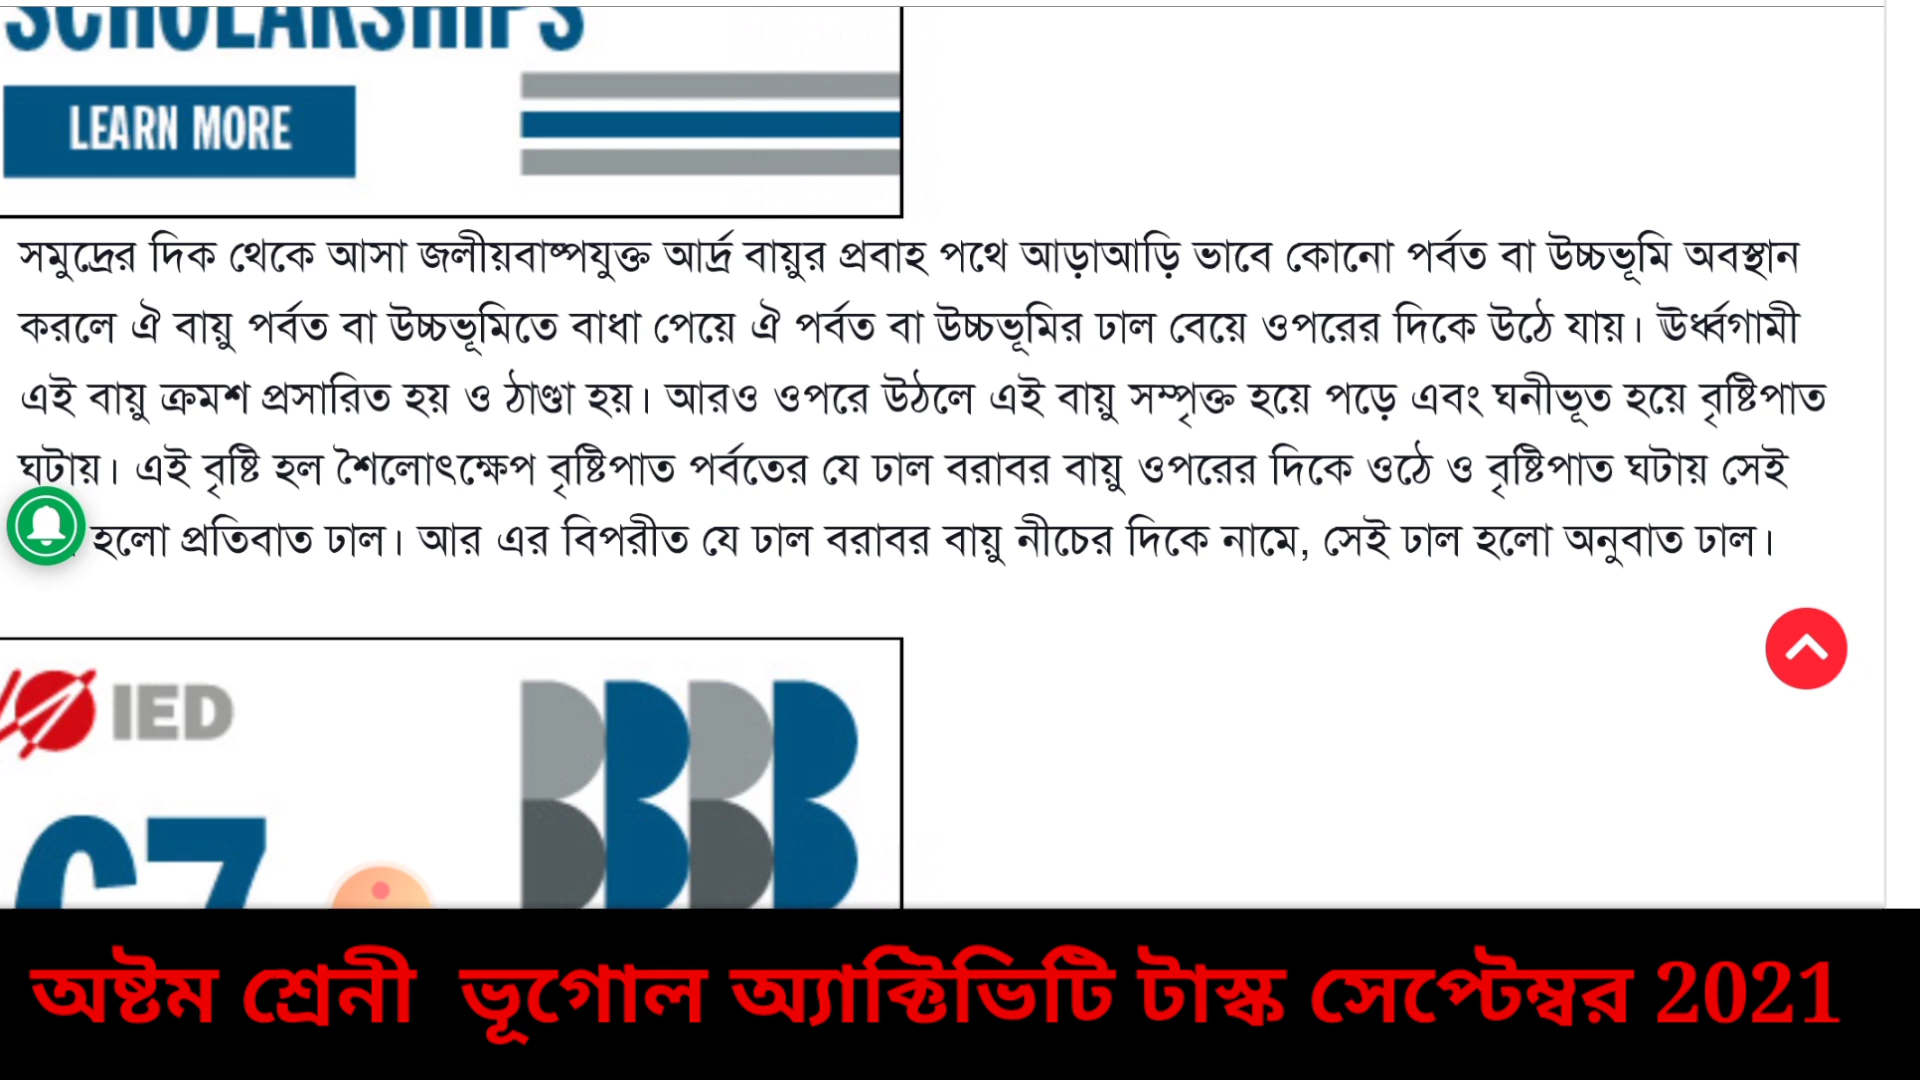 SCHOLARSHIPS
LEARN MORE
সমুদ্রের দিক থেকে আসা জলীয়বাষ্পযুক্ত আর্দ্র বায়ুর প্রবাহ পথে আড়াআড়ি ভাবে কোনো পর্বত বা উচ্চভূমি অবস্থান
করলে ঐ বায়ু পর্বত বা উচ্চভূমিতে বাধা পেয়ে ঐ পর্বত বা উচ্চভূমির ঢাল বেয়ে ওপরের দিকে উঠে যায়। ঊর্ধ্বগামী
এই বায়ু ক্রমশ প্রসারিত হয় ও ঠাণ্ডা হয়। আরও ওপরে উঠলে এই বায়ু সম্পৃক্ত হয়ে পড়ে এবং ঘনীভূত হয়ে বৃষ্টিপাত
ঘটায়। এই বৃষ্টি হল শৈলোৎক্ষেপ বৃষ্টিপাত পর্বতের যে ঢাল বরাবর বায়ু ওপরের দিকে ওঠে ও বৃষ্টিপাত ঘটায় সেই
হলো প্রতিবাত ঢাল। আর এর বিপরীত যে ঢাল বরাবর বায়ু নীচের দিকে নামে, সেই ঢাল হলো অনুবাত ঢাল।
IED
অষ্টম শ্রেনী ভূগোল অ্যাক্টিভিটি টাস্ক সেপ্টেম্বর 2021